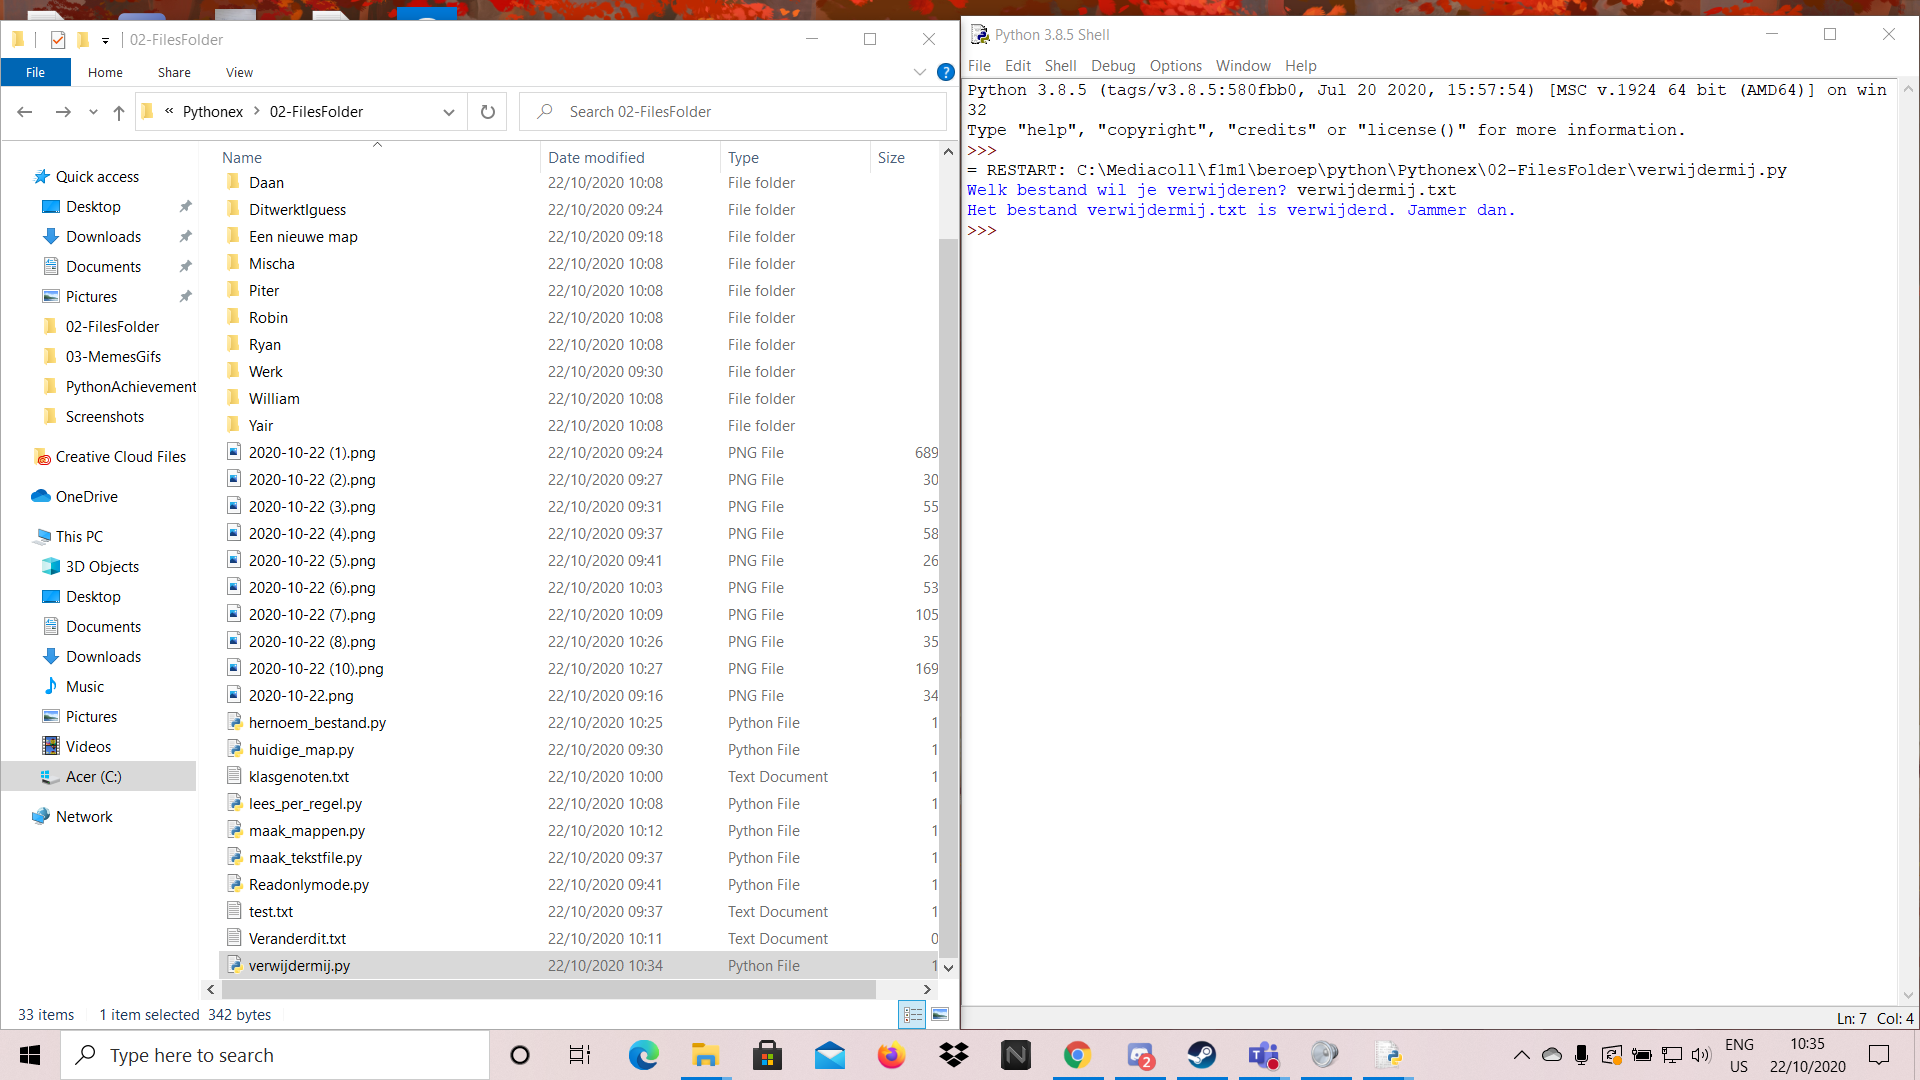 02-FilesFolder
File Home Share View
« Pythonex > 02-FilesFolder
Search 02-FilesFolder
Quick access
Desktop
Downloads
Documents
Pictures
02-FilesFolder
03-MemesGifs
PythonAchievement
Screenshots
Creative Cloud Files
OneDrive
This PC
3D Objects
Desktop
Documents
Downloads
Music
Pictures
Videos
Acer (C:)
Network
Name Date modified Type Size
Daan 22/10/2020 10:08 File folder
DitwerktIguess 22/10/2020 09:24 File folder
Een nieuwe map 22/10/2020 09:18 File folder
Mischa 22/10/2020 10:08 File folder
Piter 22/10/2020 10:08 File folder
Robin 22/10/2020 10:08 File folder
Ryan 22/10/2020 10:08 File folder
Werk 22/10/2020 09:30 File folder
William 22/10/2020 10:08 File folder
Yair 22/10/2020 10:08 File folder
2020-10-22 (1).png 22/10/2020 09:24 PNG File 689
2020-10-22 (2).png 22/10/2020 09:27 PNG File 30
2020-10-22 (3).png 22/10/2020 09:31 PNG File 55
2020-10-22 (4).png 22/10/2020 09:37 PNG File 58
2020-10-22 (5).png 22/10/2020 09:41 PNG File 26
2020-10-22 (6).png 22/10/2020 10:03 PNG File 53
2020-10-22 (7).png 22/10/2020 10:09 PNG File 105
2020-10-22 (8).png 22/10/2020 10:26 PNG File 35
2020-10-22 (10).png 22/10/2020 10:27 PNG File 169
2020-10-22.png 22/10/2020 09:16 PNG File 34
hernoem_bestand.py 22/10/2020 10:25 Python File 1
huidige_map.py 22/10/2020 09:30 Python File 1
klasgenoten.txt 22/10/2020 10:00 Text Document 1
lees_per_regel.py 22/10/2020 10:08 Python File 1
maak_mappen.py 22/10/2020 10:12 Python File 1
maak_tekstfile.py 22/10/2020 09:37 Python File 1
Readonlymode.py 22/10/2020 09:41 Python File 1
test.txt 22/10/2020 09:37 Text Document 1
Veranderdit.txt 22/10/2020 10:11 Text Document 0
verwijdermij.py 22/10/2020 10:34 Python File 1
33 items 1 item selected 342 bytes
Python 3.8.5 Shell
File Edit Shell Debug Options Window Help
Python 3.8.5 (tags/v3.8.5:580fbb0, Jul 20 2020, 15:57:54) [MSC v.1924 64 bit (AMD64)] on win
32
Type "help", "copyright", "credits" or "license()" for more information.
>>>
= RESTART: C:\Mediacoll\f1m1\beroep\python\Pythonex\02-FilesFolder\verwijdermij.py
Welk bestand wil je verwijderen? verwijdermij.txt
Het bestand verwijdermij.txt is verwijderd. Jammer dan.
>>>
Ln: 7 Col: 4
Type here to search
2
ENG
US
10:35
22/10/2020